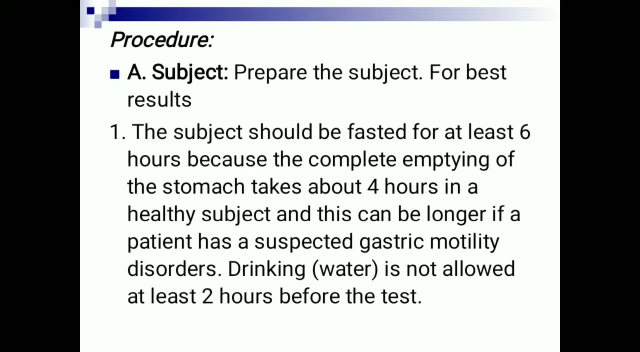 Procedure:
A. Subject: Prepare the subject. For best
results
1. The subject should be fasted for at least 6
hours because the complete emptying of
the stomach takes about 4 hours in a
healthy subject and this can be longer if a
patient has a suspected gastric motility
disorders. Drinking (water) is not allowed
at least 2 hours before the test.